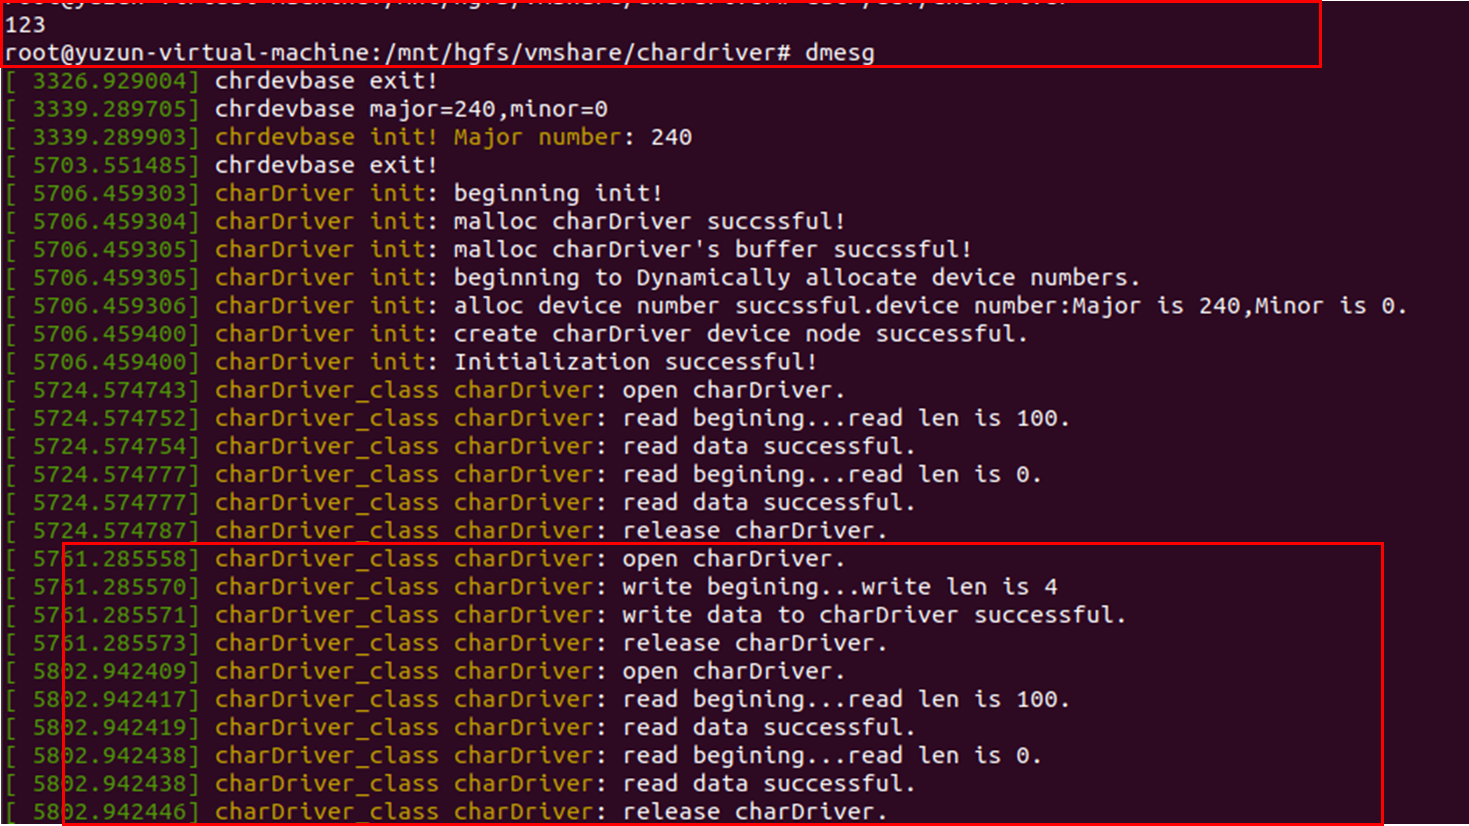 123
root@yuzun-virtual-machine:/mnt/hgfs/vmshare/chardriver# dmesg
[ 3326.929004] chrdevbase exit!
[ 3339.289705] chrdevbase major=240,minor=0
[ 3339.289903] chrdevbase init! Major number: 240
[ 5703.551485] chrdevbase exit!
[ 5706.459303] charDriver init: beginning init!
[ 5706.459304] charDriver init: malloc charDriver succssful!
[ 5706.459305] charDriver init: malloc charDriver's buffer succssful!
[ 5706.459305] charDriver init: beginning to Dynamically allocate device numbers.
[ 5706.459306] charDriver init: alloc device number succssful.device number:Major is 240,Minor is 0.
[ 5706.459400] charDriver init: create charDriver device node successful.
[ 5706.459400] charDriver init: Initialization successful!
[ 5724.574743] charDriver_class charDriver: open charDriver.
[ 5724.574752] charDriver_class charDriver: read begining...read len is 100.
[ 5724.574754] charDriver_class charDriver: read data successful.
[ 5724.574777] charDriver_class charDriver: read begining...read len is 0.
[ 5724.574777] charDriver_class charDriver: read data successful.
[ 5724.574787] charDriver_class charDriver: release charDriver.
[ 5761.285558] charDriver_class charDriver: open charDriver.
[ 5761.285570] charDriver_class charDriver: write begining...write len is 4
[ 5761.285571] charDriver_class charDriver: write data to charDriver successful.
[ 5761.285573] charDriver_class charDriver: release charDriver.
[ 5802.942409] charDriver_class charDriver: open charDriver.
[ 5802.942417] charDriver_class charDriver: read begining...read len is 100.
[ 5802.942419] charDriver_class charDriver: read data successful.
[ 5802.942438] charDriver_class charDriver: read begining...read len is 0.
[ 5802.942438] charDriver_class charDriver: read data successful.
[ 5802.942446] charDriver_class charDriver: release charDriver.